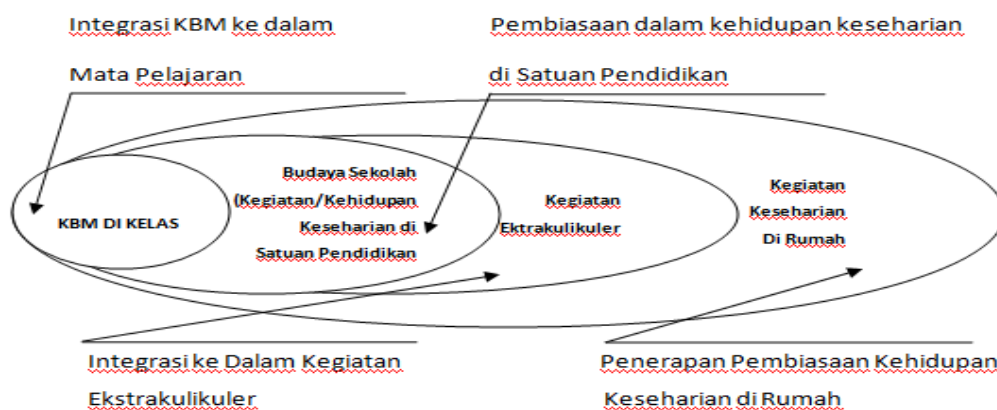 Integrasi KBM ke dalam
Mata Pelajaran
Pembiasaan dalam kehidupan keseharian
di Satuan Pendidikan
KBM DI KELAS
Budaya Sekolah
(Kegiatan/Kehidupan
Keseharian di
Satuan Pendidikan
Kegiatan
Ektrakulikuler
Kegiatan
Keseharian
Di Rumah
Integrasi ke Dalam Kegiatan
Ekstrakulikuler
Penerapan Pembiasaan Kehidupan
Keseharian di Rumah